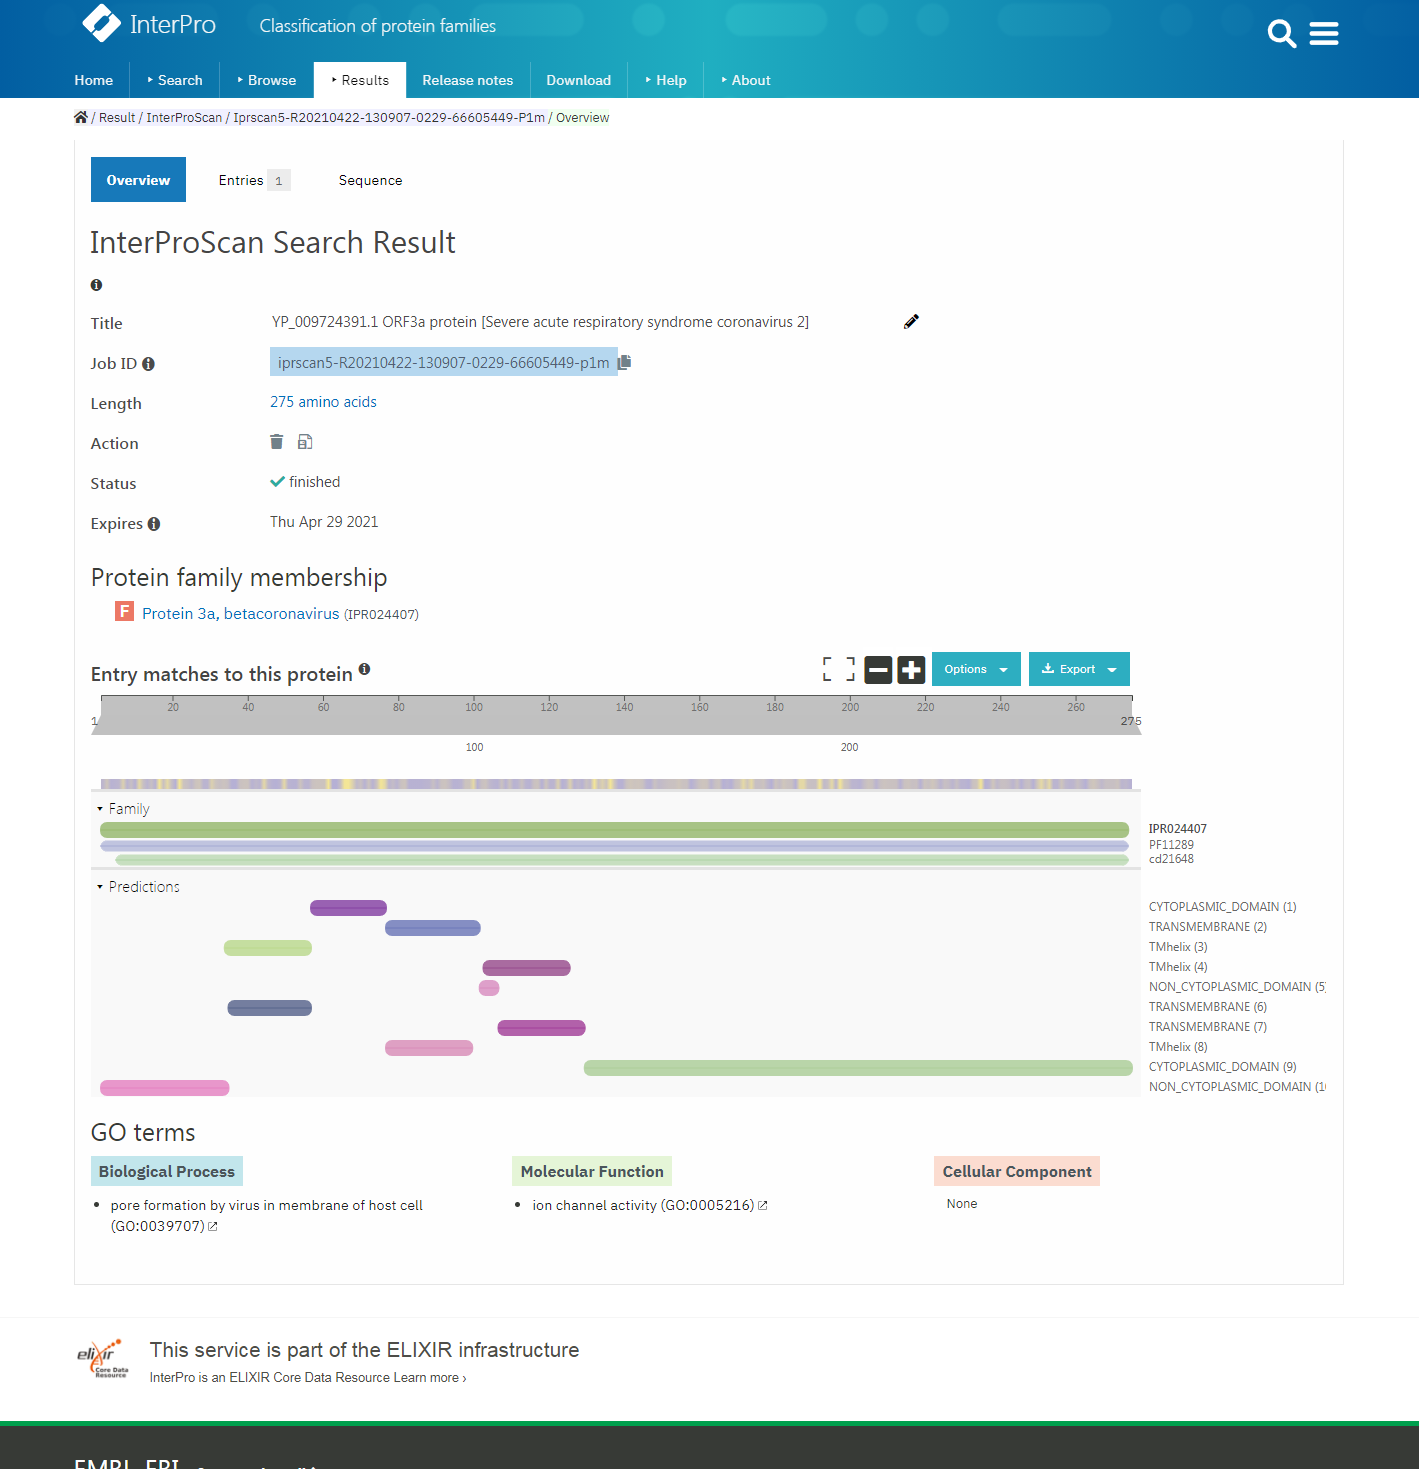 InterPro
Classification of protein families
Home
Search
Browse
Results
Release notes
Download
Help
About
/ Result / InterProScan / Iprscan5-R20210422-130907-0229-66605449-P1m / Overview
Overview
Entries 1
Sequence
InterProScan Search Result
Title YP_009724391.1 ORF3a protein [Severe acute respiratory syndrome coronavirus 2]
Job ID iprscan5-R20210422-130907-0229-66605449-p1m
Length 275 amino acids
Action
Status finished
Expires Thu Apr 29 2021
Protein family membership
F Protein 3a, betacoronavirus (IPR024407)
Entry matches to this protein
Options
Export
20 40 60 80 100 120 140 160 180 200 220 240 260
1 275
100 200
Family
IPR024407
PF11289
cd21648
Predictions
CYTOPLASMIC_DOMAIN (1)
TRANSMEMBRANE (2)
TMhelix (3)
TMhelix (4)
NON_CYTOPLASMIC_DOMAIN (5)
TRANSMEMBRANE (6)
TRANSMEMBRANE (7)
TMhelix (8)
CYTOPLASMIC_DOMAIN (9)
NON_CYTOPLASMIC_DOMAIN
GO terms
Biological Process
pore formation by virus in membrane of host cell
(GO:0039707)
Molecular Function
ion channel activity (GO:0005216)
Cellular Component
None
elixir
Core Data
Resource
This service is part of the ELIXIR infrastructure
InterPro is an ELIXIR Core Data Resource Learn more ›
EMBL-EBI